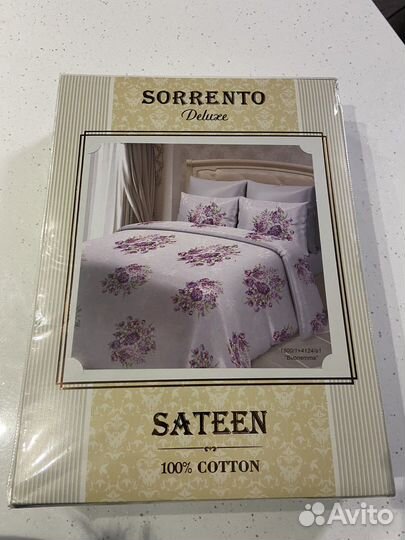 SORRENTO
Deluxe
SATEEN
100% COTTON
Avito